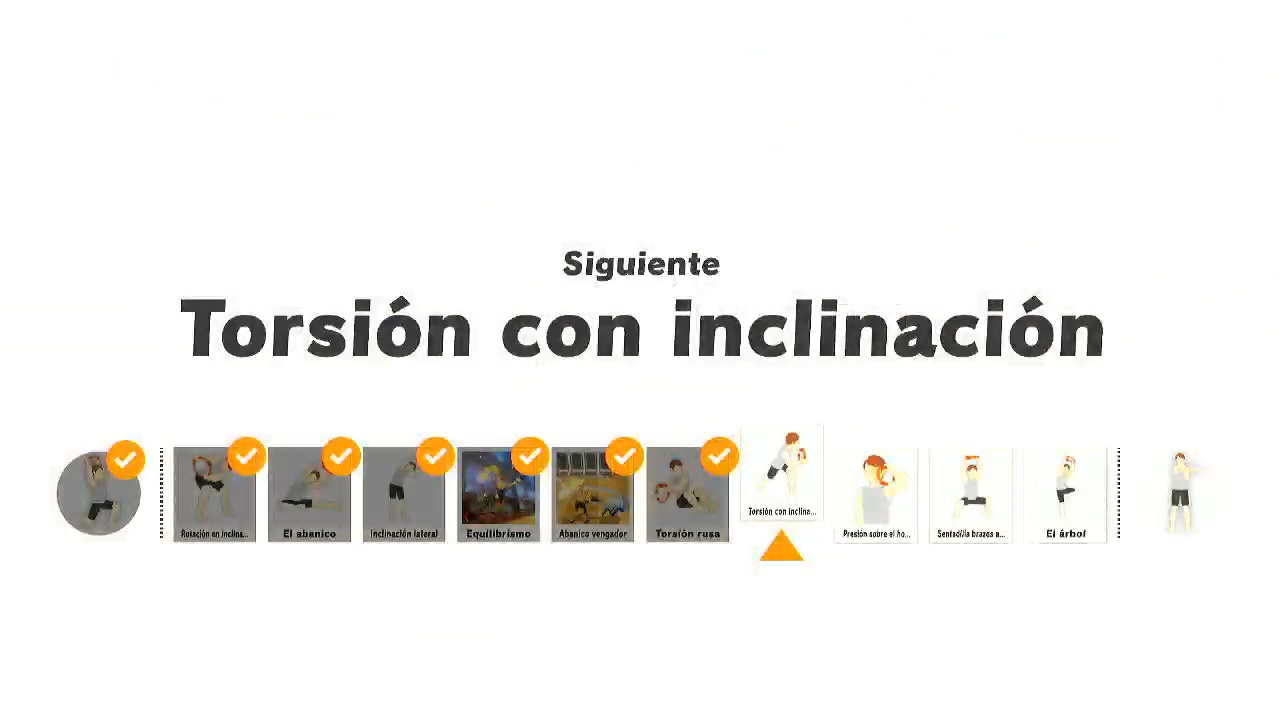 Siguiente
Torsión con inclinación
Rotación en inclina...
El abanico
Inclinación lateral
Equilibrismo
Abanico vengador
Torsión rusa
Torsión con inclina...
Presión sobre el ho...
Sentadilla brazos a...
El árbol